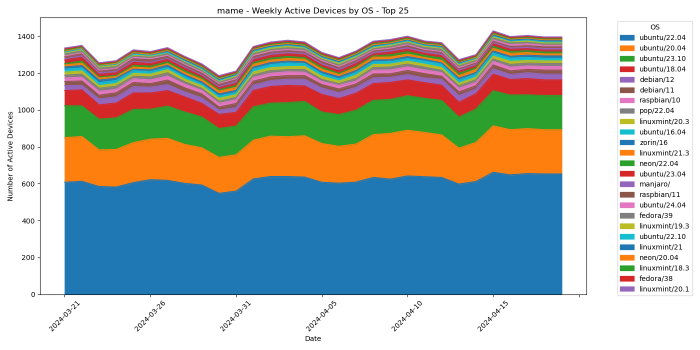 mame - Weekly Active Devices by OS - Top 25
Number of Active Devices
1400
1200
1000
800
600
400
200
0
2024-03-21
2024-03-26
2024-03-31
2024-04-05
2024-04-10
2024-04-15
Date
OS
ubuntu/22.04
ubuntu/20.04
ubuntu/23.10
ubuntu/18.04
debian/12
debian/11
raspbian/10
pop/22.04
linuxmint/20.3
ubuntu/16.04
zorin/16
linuxmint/21.3
neon/22.04
ubuntu/23.04
manjaro/
raspbian/11
ubuntu/24.04
fedora/39
linuxmint/19.3
ubuntu/22.10
linuxmint/21
neon/20.04
linuxmint/18.3
fedora/38
linuxmint/20.1